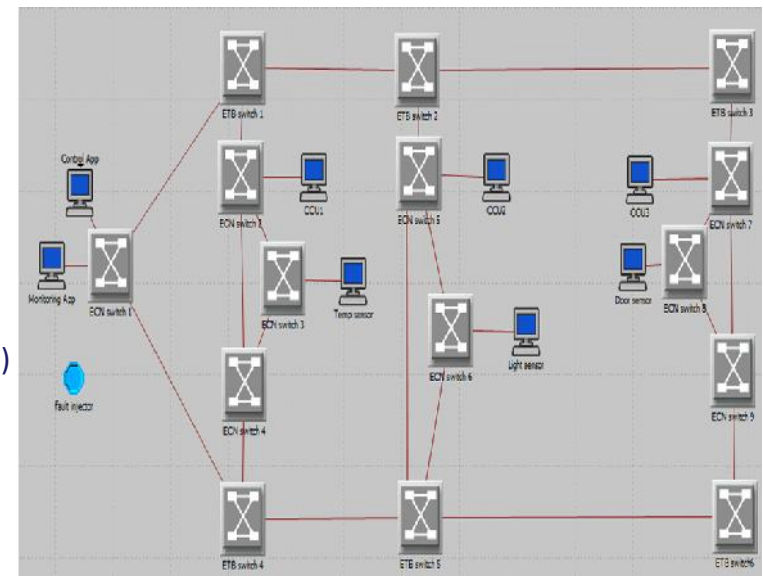 ETB switch 1
ETB switch 2
ETB switch 3
Control App
ECN switch 2
CCU1
ECN switch 5
CCU2
CCU3
ECN switch 7
Monitoring App
ECN switch 1
ECN switch 3
Temp sensor
Door sensor
ECN switch 8
ECN switch 6
Light sensor
)
Fault injector
ECN switch 4
ECN switch 9
ETB switch 4
ETB switch 5
ETB switch6